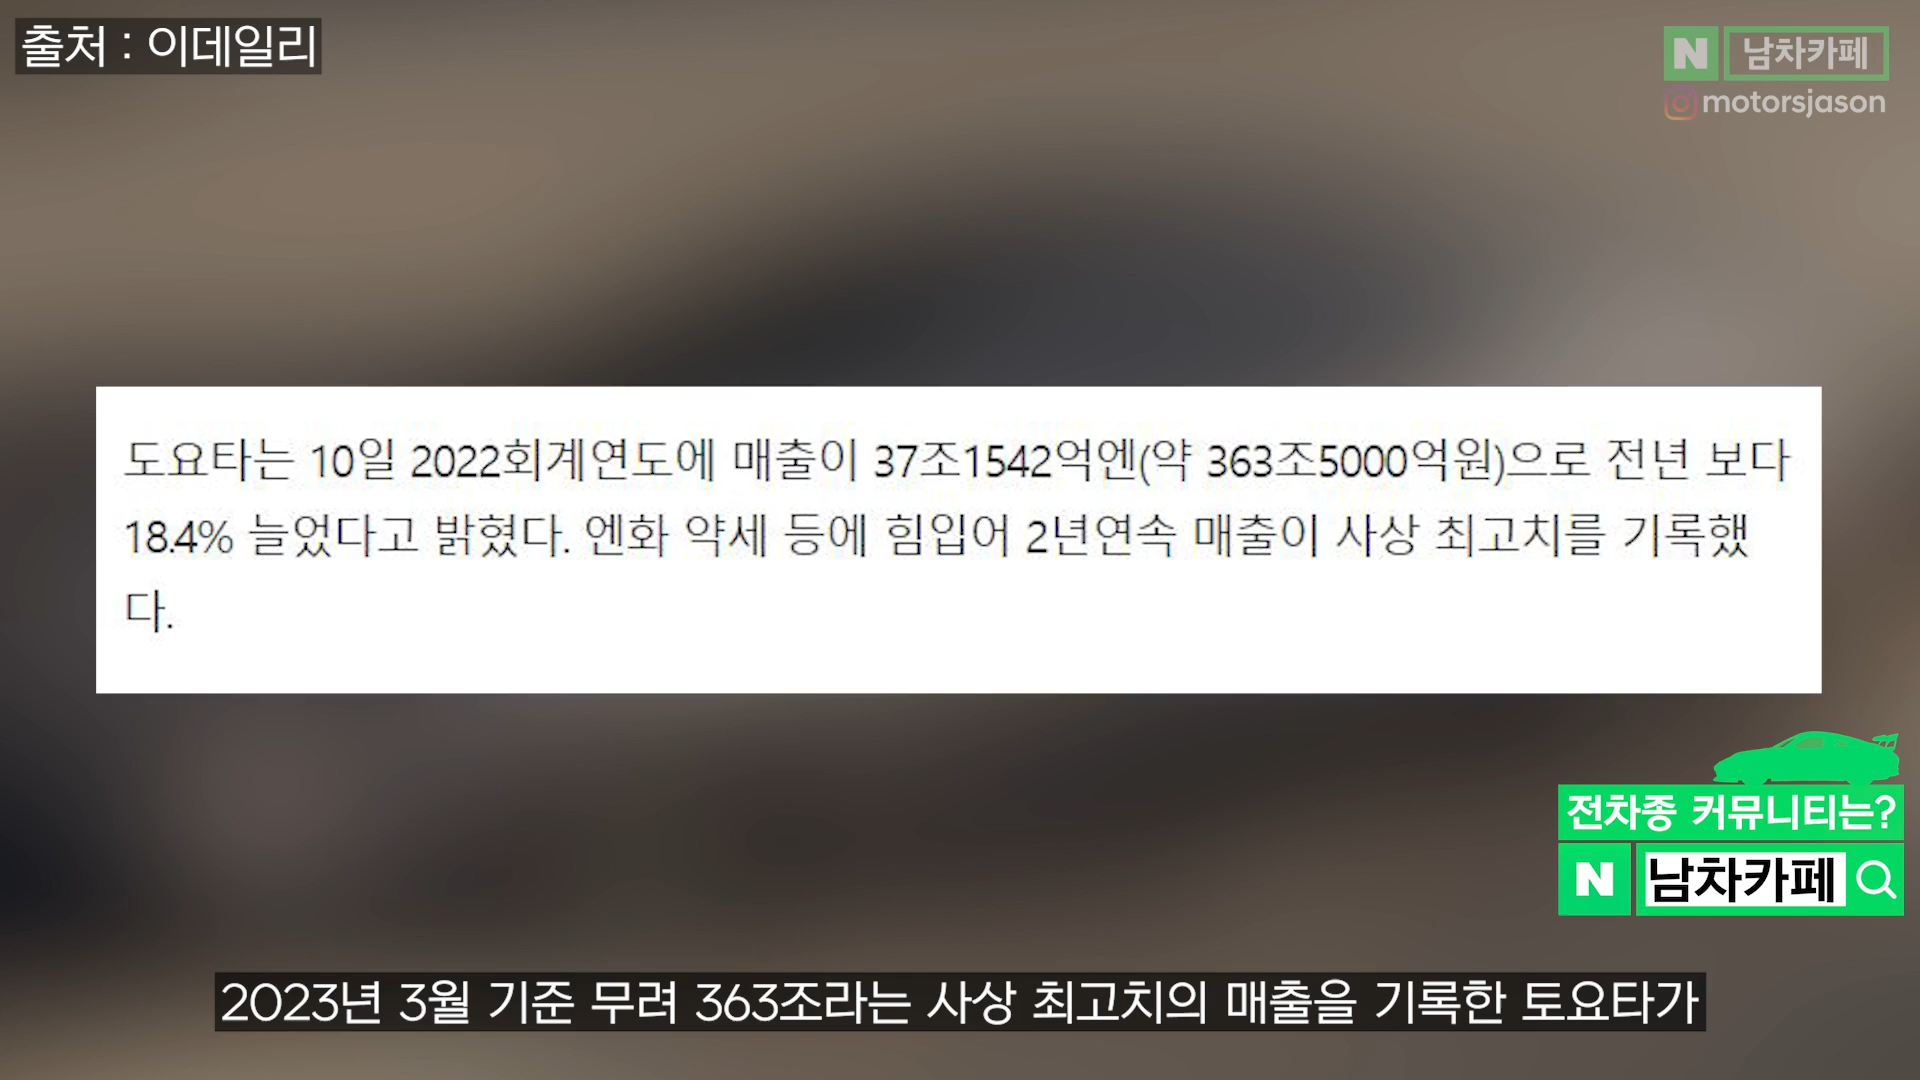 출처 : 이데일리
N 남차카페
motorsjason
도요타는 10일 2022회계연도에 매출이 37조1542억엔(약 363조5000억원)으로 전년 보다
18.4% 늘었다고 밝혔다. 엔화 약세 등에 힘입어 2년연속 매출이 사상 최고치를 기록했
다.
전차종 커뮤니티는?
N 남차카페
2023년 3월 기준 무려 363조라는 사상 최고치의 매출을 기록한 토요타가